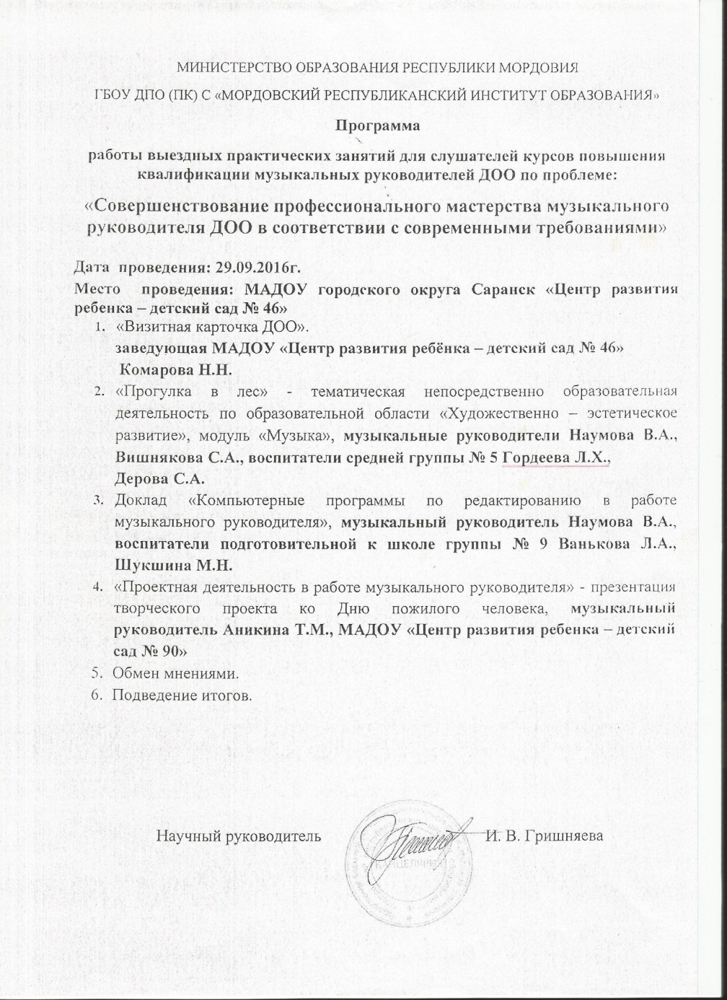 МИНИСТЕРСТВО ОБРАЗОВАНИЯ РЕСПУБЛИКИ МОРДОВИЯ
ГБОУ ДПО (ПК) С «МОРДОВСКИЙ РЕСПУБЛИКАНСКИЙ ИНСТИТУТ ОБРАЗОВАНИЯ»
Программа
работы выездных практических занятий для слушателей курсов повышения
квалификации музыкальных руководителей ДОО по проблеме:
«Совершенствование профессионального мастерства музыкального
руководителя ДОО в соответствии с современными требованиями»
Дата проведения: 29.09.2016г.
Место проведения: МАДОУ городского округа Саранск «Центр развития
ребенка – детский сад № 46»
1. «Визитная карточка ДОО».
заведующая МАДОУ «Центр развития ребёнка – детский сад № 46»
Комарова Н.Н.
2. «Прогулка в лес» - тематическая непосредственно образовательная
деятельность по образовательной области «Художественно – эстетическое
развитие», модуль «Музыка», музыкальные руководители Наумова В.А.,
Вишнякова С.А., воспитатели средней группы № 5 Гордеева Л.Х.,
Дерова С.А.
3. Доклад «Компьютерные программы по редактированию в работе
музыкального руководителя», музыкальный руководитель Наумова В.А.,
воспитатели подготовительной к школе группы № 9 Ванькова Л.А.,
Шукшина М.Н.
4. «Проектная деятельность в работе музыкального руководителя» - презентация
творческого проекта ко Дню пожилого человека, музыкальный
руководитель Аникина Т.М., МАДОУ «Центр развития ребенка – детский
сад № 90»
5. Обмен мнениями.
6. Подведение итогов.
Научный руководитель И. В. Гришняева
КАНЦЕЛЯРИЯ